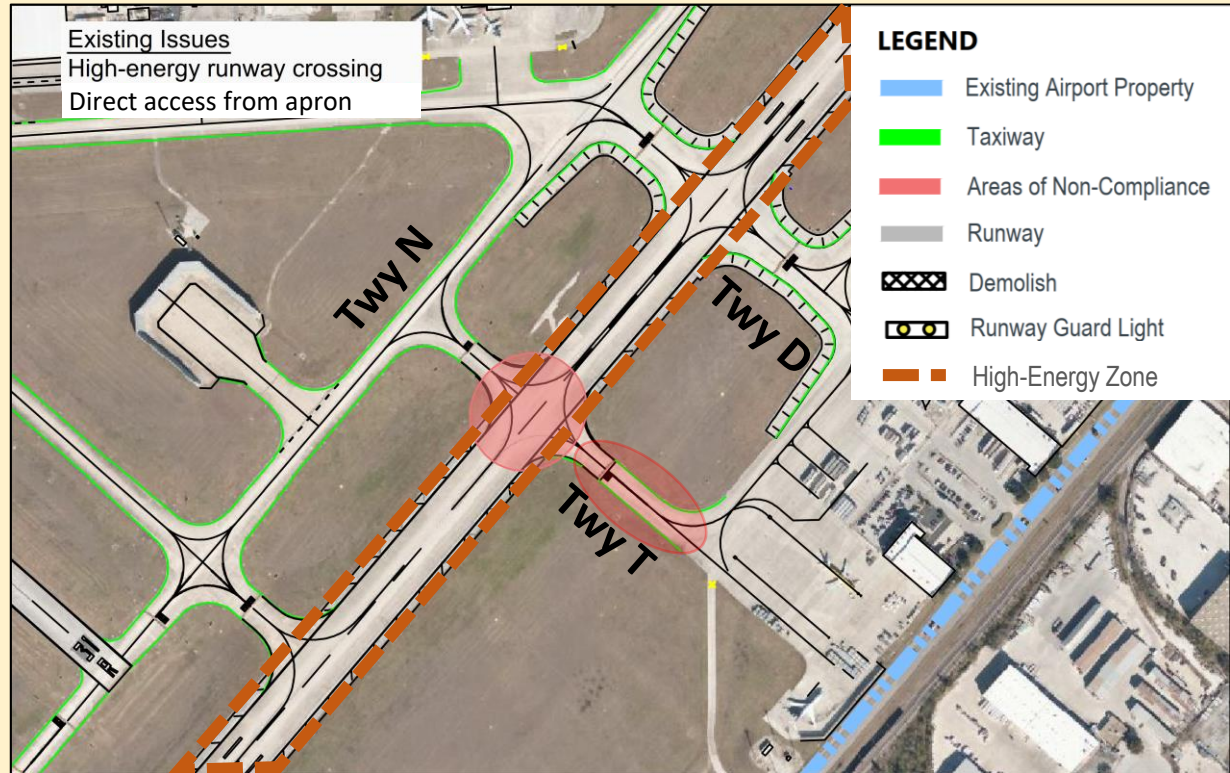 Existing Issues
High-energy runway crossing
Direct access from apron
LEGEND
Existing Airport Property
Taxiway
Areas of Non-Compliance
Runway
Demolish
Runway Guard Light
High-Energy Zone
Twy N
Twy D
Twy T